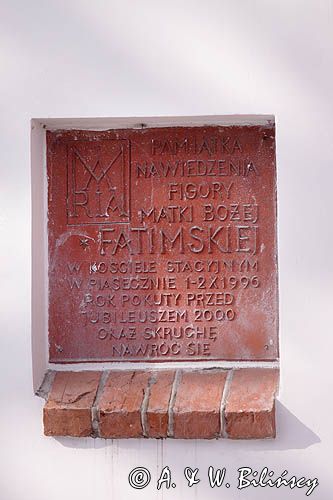 MARIA
PAMIĄTKA
NAWIEDZENIA
FIGURY
MATKI BOŻEJ
FATIMSKIEJ
W KOŚCIELE STACYJNYM
W PIASECZNIE 1-2 X 1996
ROK POKUTY PRZED
JUBILEUSZEM 2000
OKAŻ SKRUCHĘ
NAWRÓĆ SIĘ
© A. & W. Bilińscy